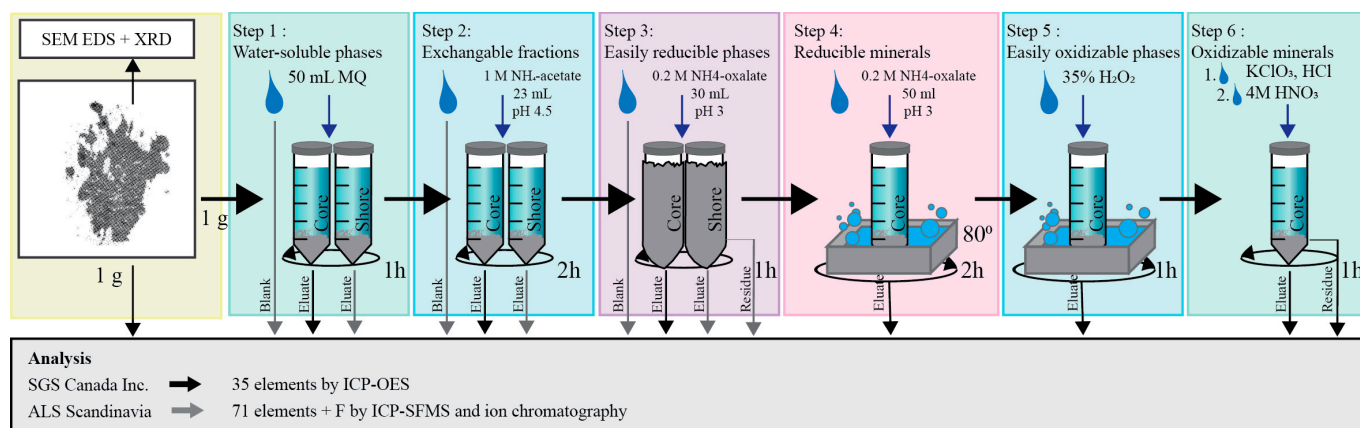 SEM EDS + XRD
1 g
1 g
Step 1 :
Water-soluble phases
50 mL MQ
Core
Shore
1h
Blank
Eluate
Eluate
Step 2:
Exchangable fractions
1 M NH.-acetate
23 mL
pH 4.5
Core
Shore
2h
Blank
Eluate
Eluate
Step 3:
Easily reducible phases
0.2 M NH4-oxalate
30 mL
pH 3
Core
Shore
1h
Blank
Eluate
Eluate
Residue
Step 4:
Reducible minerals
0.2 M NH4-oxalate
50 ml
pH 3
Core
80⁰
2h
Eluate
Step 5 :
Easily oxidizable phases
35% H₂O₂
Core
1h
Eluate
Step 6 :
Oxidizable minerals
1. KClO₃, HCl
2. 4M HNO₃
Core
1h
Eluate
Residue
Analysis
SGS Canada Inc. 35 elements by ICP-OES
ALS Scandinavia 71 elements + F by ICP-SFMS and ion chromatography